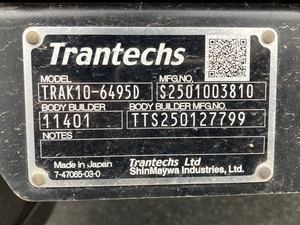 Trantechs
MODEL MFG.NO.
TRAK10-6495D S2501003810
BODY BUILDER BODY BUILDER MFG.NO.
11401 TTS250127799
NOTES
Made in Japan Trantechs Ltd
7-47065-03-0 ShinMaywa Industries, Ltd.